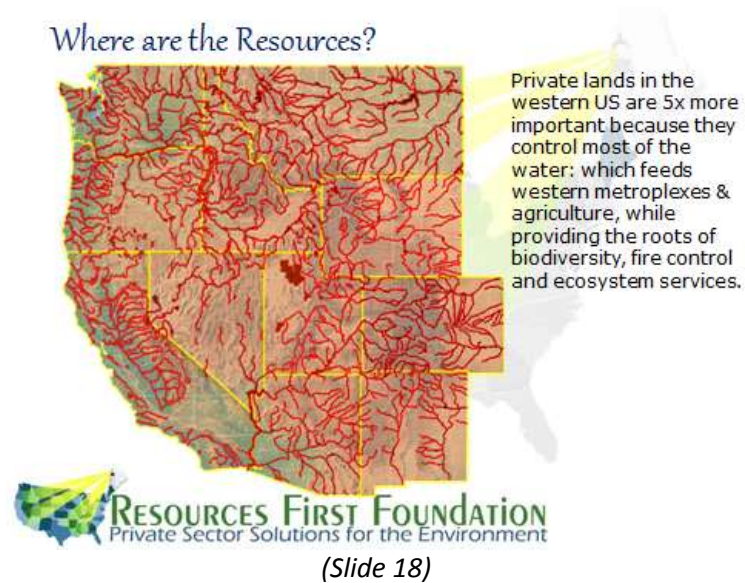 Where are the Resources?
Private lands in the
western US are 5x more
important because they
control most of the
water: which feeds
western metroplexes &
agriculture, while
providing the roots of
biodiversity, fire control
and ecosystem services.
RESOURCES FIRST FOUNDATION
Private Sector Solutions for the Environment
(Slide 18)